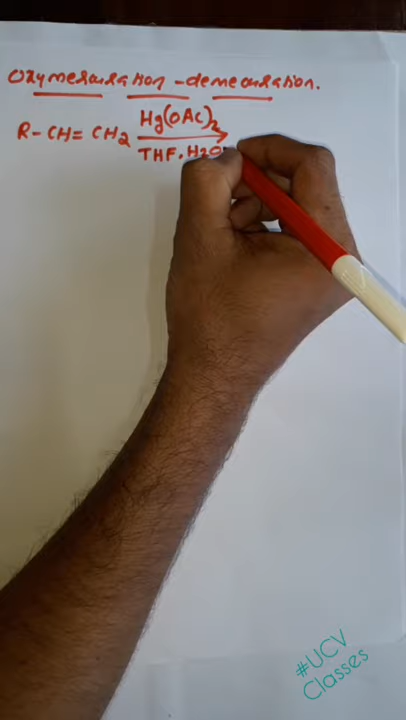 Oxymercuration-demercuration.
R-CH=CH2 Hg(OAc)2
THF.H2O
#UCV
Classes